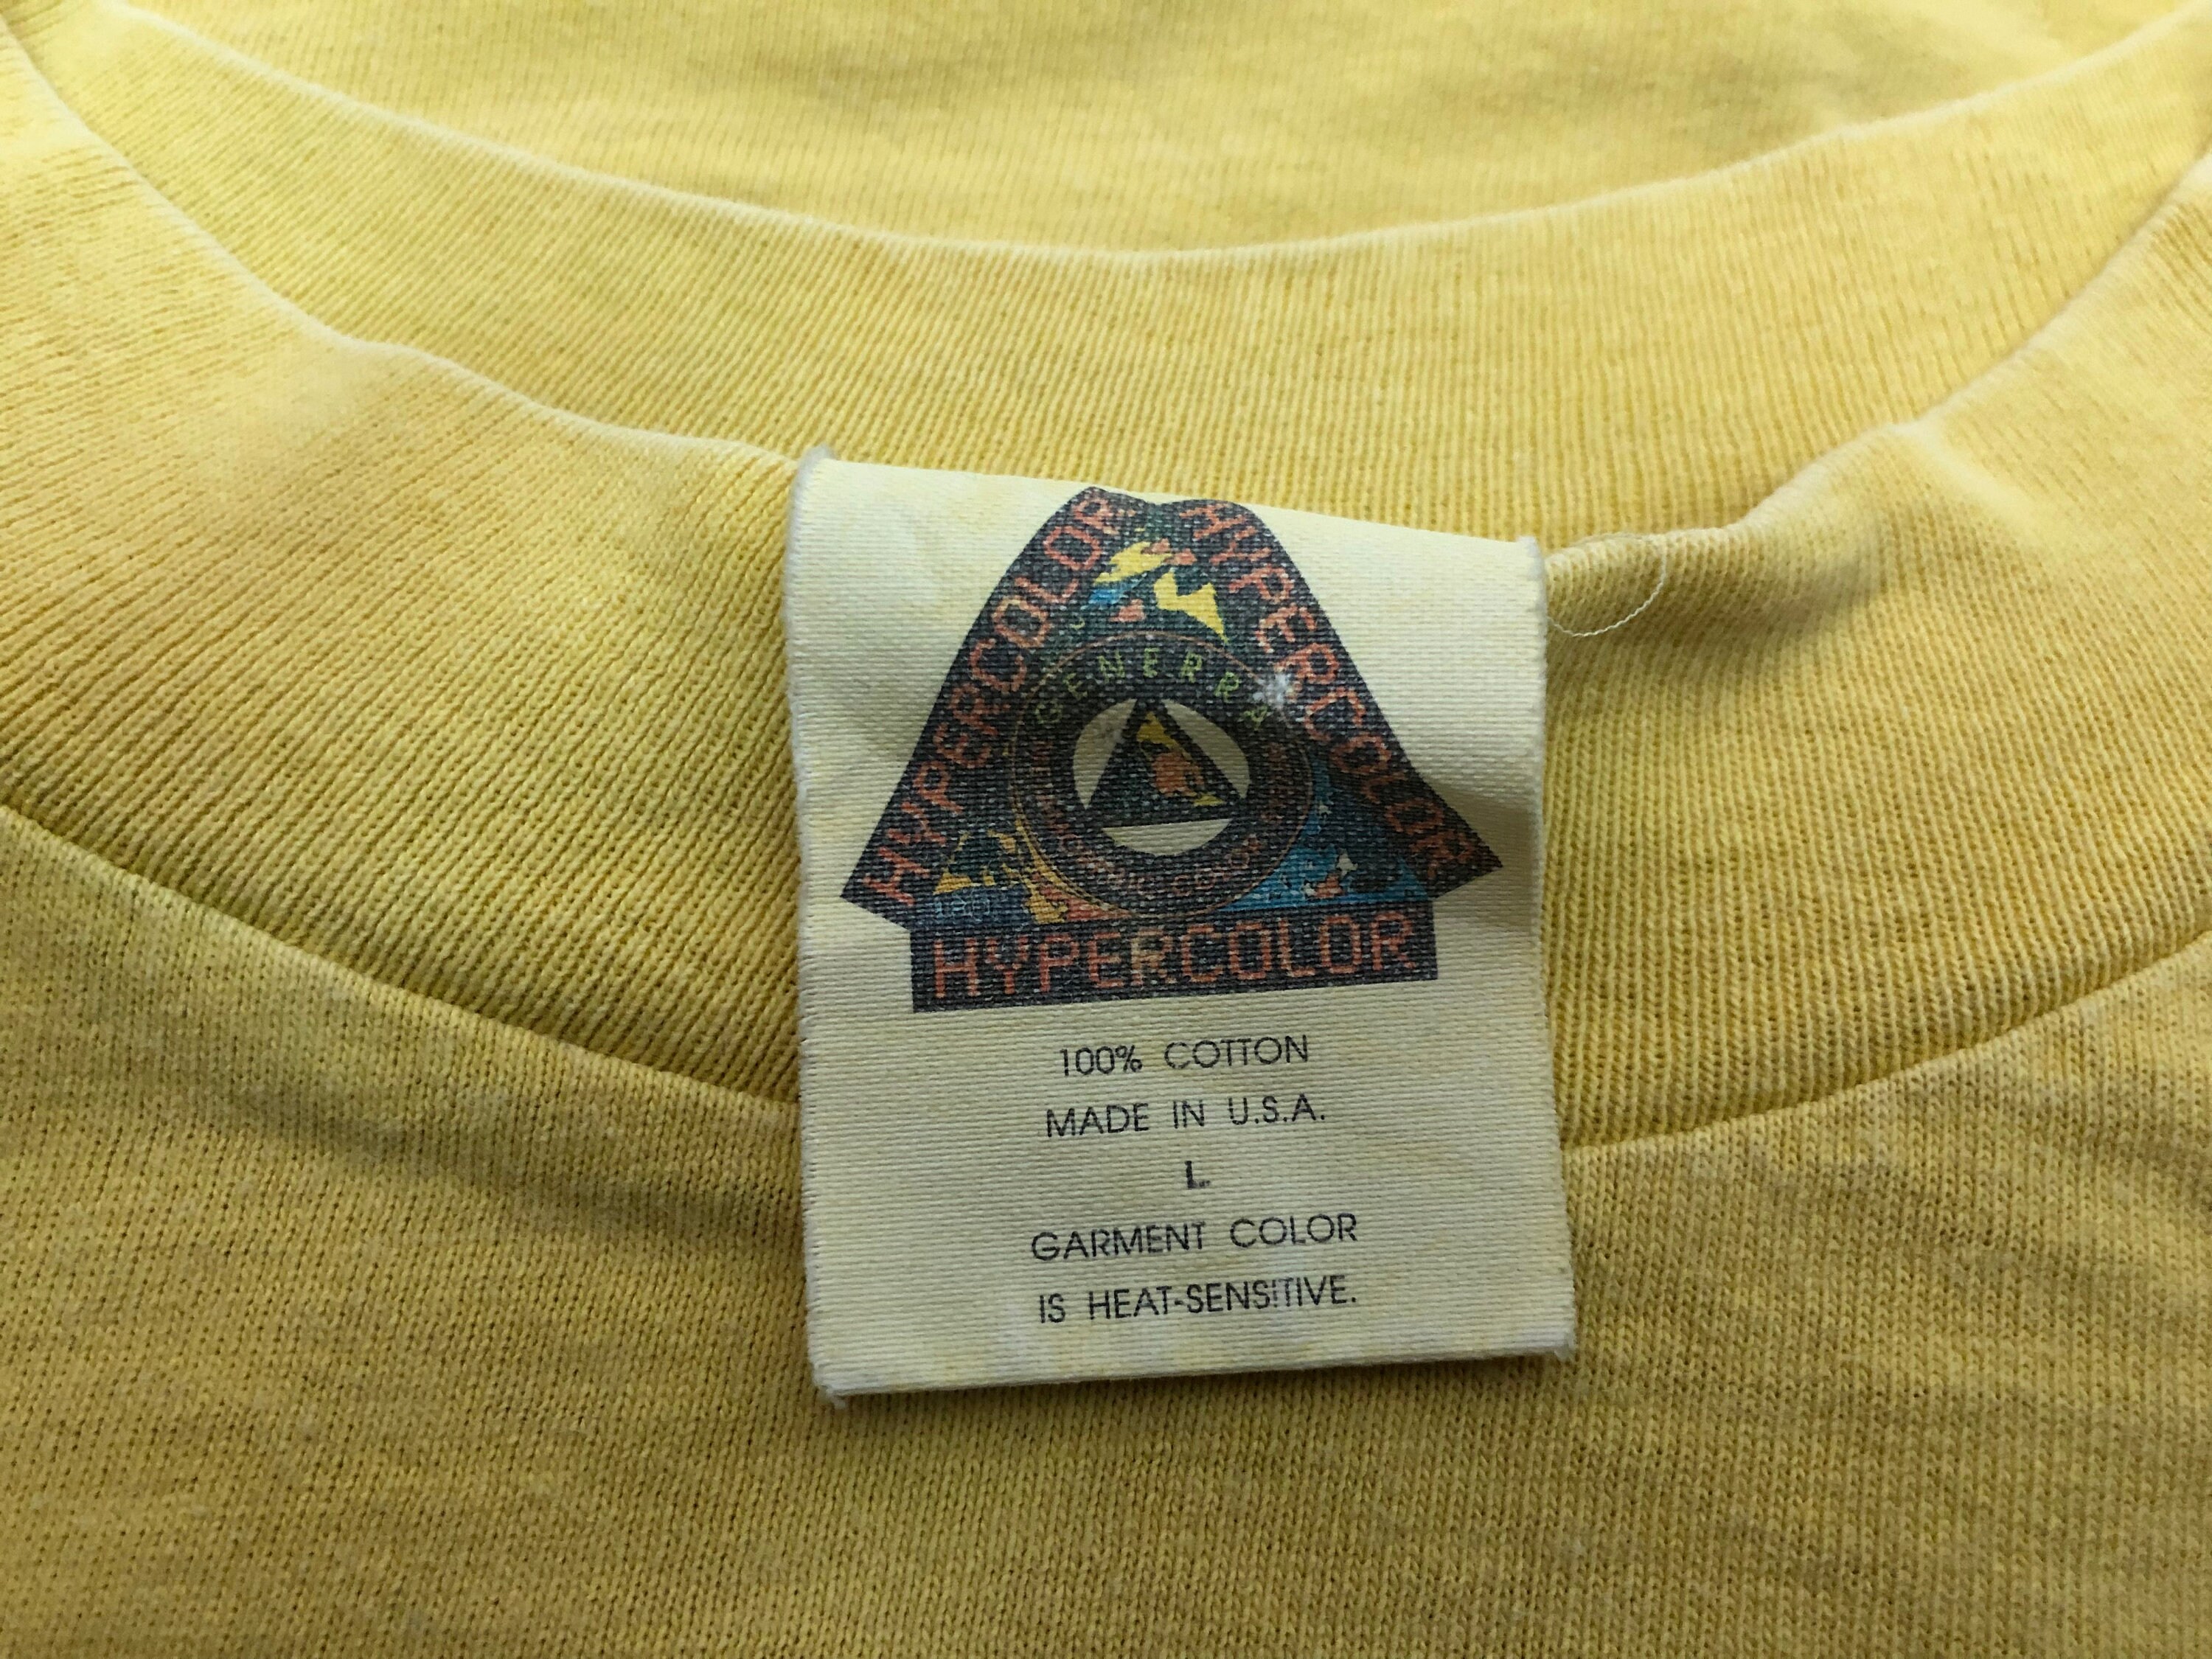 HYPERCOLOR
HYPERCOLOR
GENERRA
HYPERCOLOR
100% COTTON
MADE IN U.S.A.
L
GARMENT COLOR
IS HEAT-SENSITIVE.